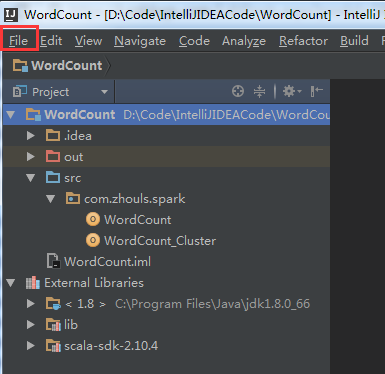 WordCount - [D:\Code\IntelliJIDEACode\WordCount] - IntelliJ I
File Edit View Navigate Code Analyze Refactor Build
WordCount
Project
WordCount D:\Code\IntelliJIDEACode\WordCou
.idea
out
src
com.zhouls.spark
WordCount
WordCount_Cluster
WordCount.iml
External Libraries
< 1.8 > C:\Program Files\Java\jdk1.8.0_66
lib
scala-sdk-2.10.4